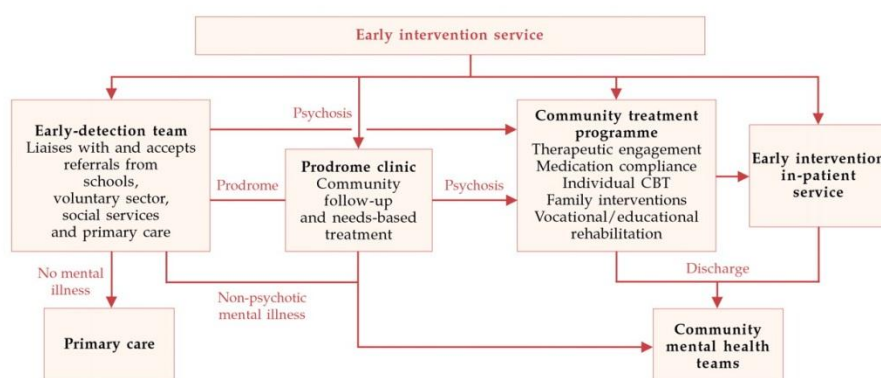 Early intervention service
Psychosis
Early-detection team
Liaises with and accepts
referrals from
schools,
voluntary sector,
social services
and primary care
Prodrome
Prodrome clinic
Community
follow-up
and needs-based
treatment
Psychosis
Community treatment
programme
Therapeutic engagement
Medication compliance
Individual CBT
Family interventions
Vocational/educational
rehabilitation
Early intervention
in-patient
service
No mental
illness
Non-psychotic
mental illness
Discharge
Primary care
Community
mental health
teams